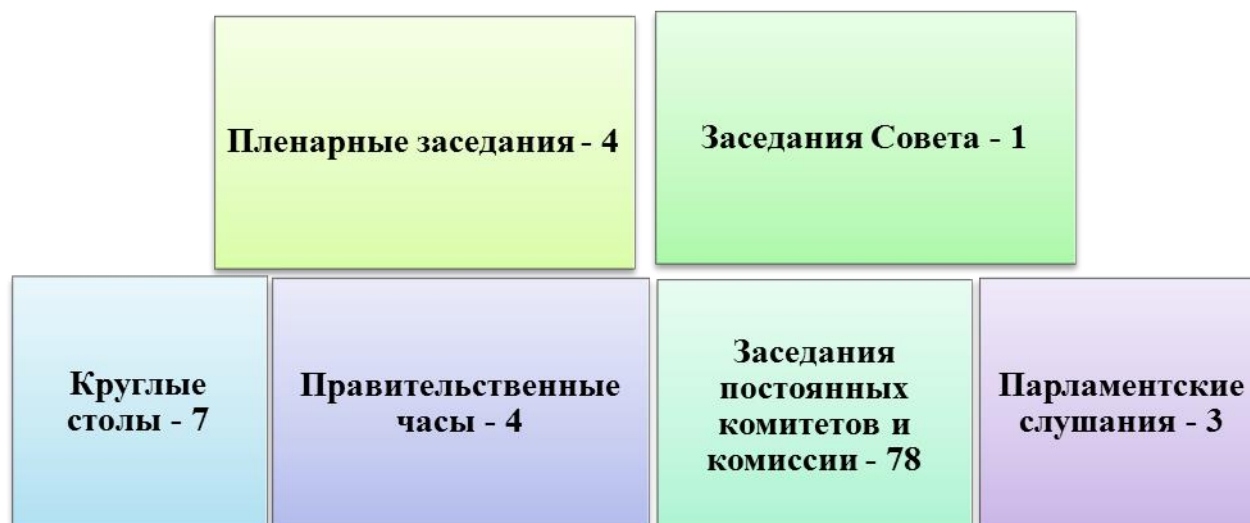 Пленарные заседания - 4
Заседания Совета - 1
Круглые
столы - 7
Правительственные
часы - 4
Заседания
постоянных
комитетов и
комиссии - 78
Парламентские
слушания - 3